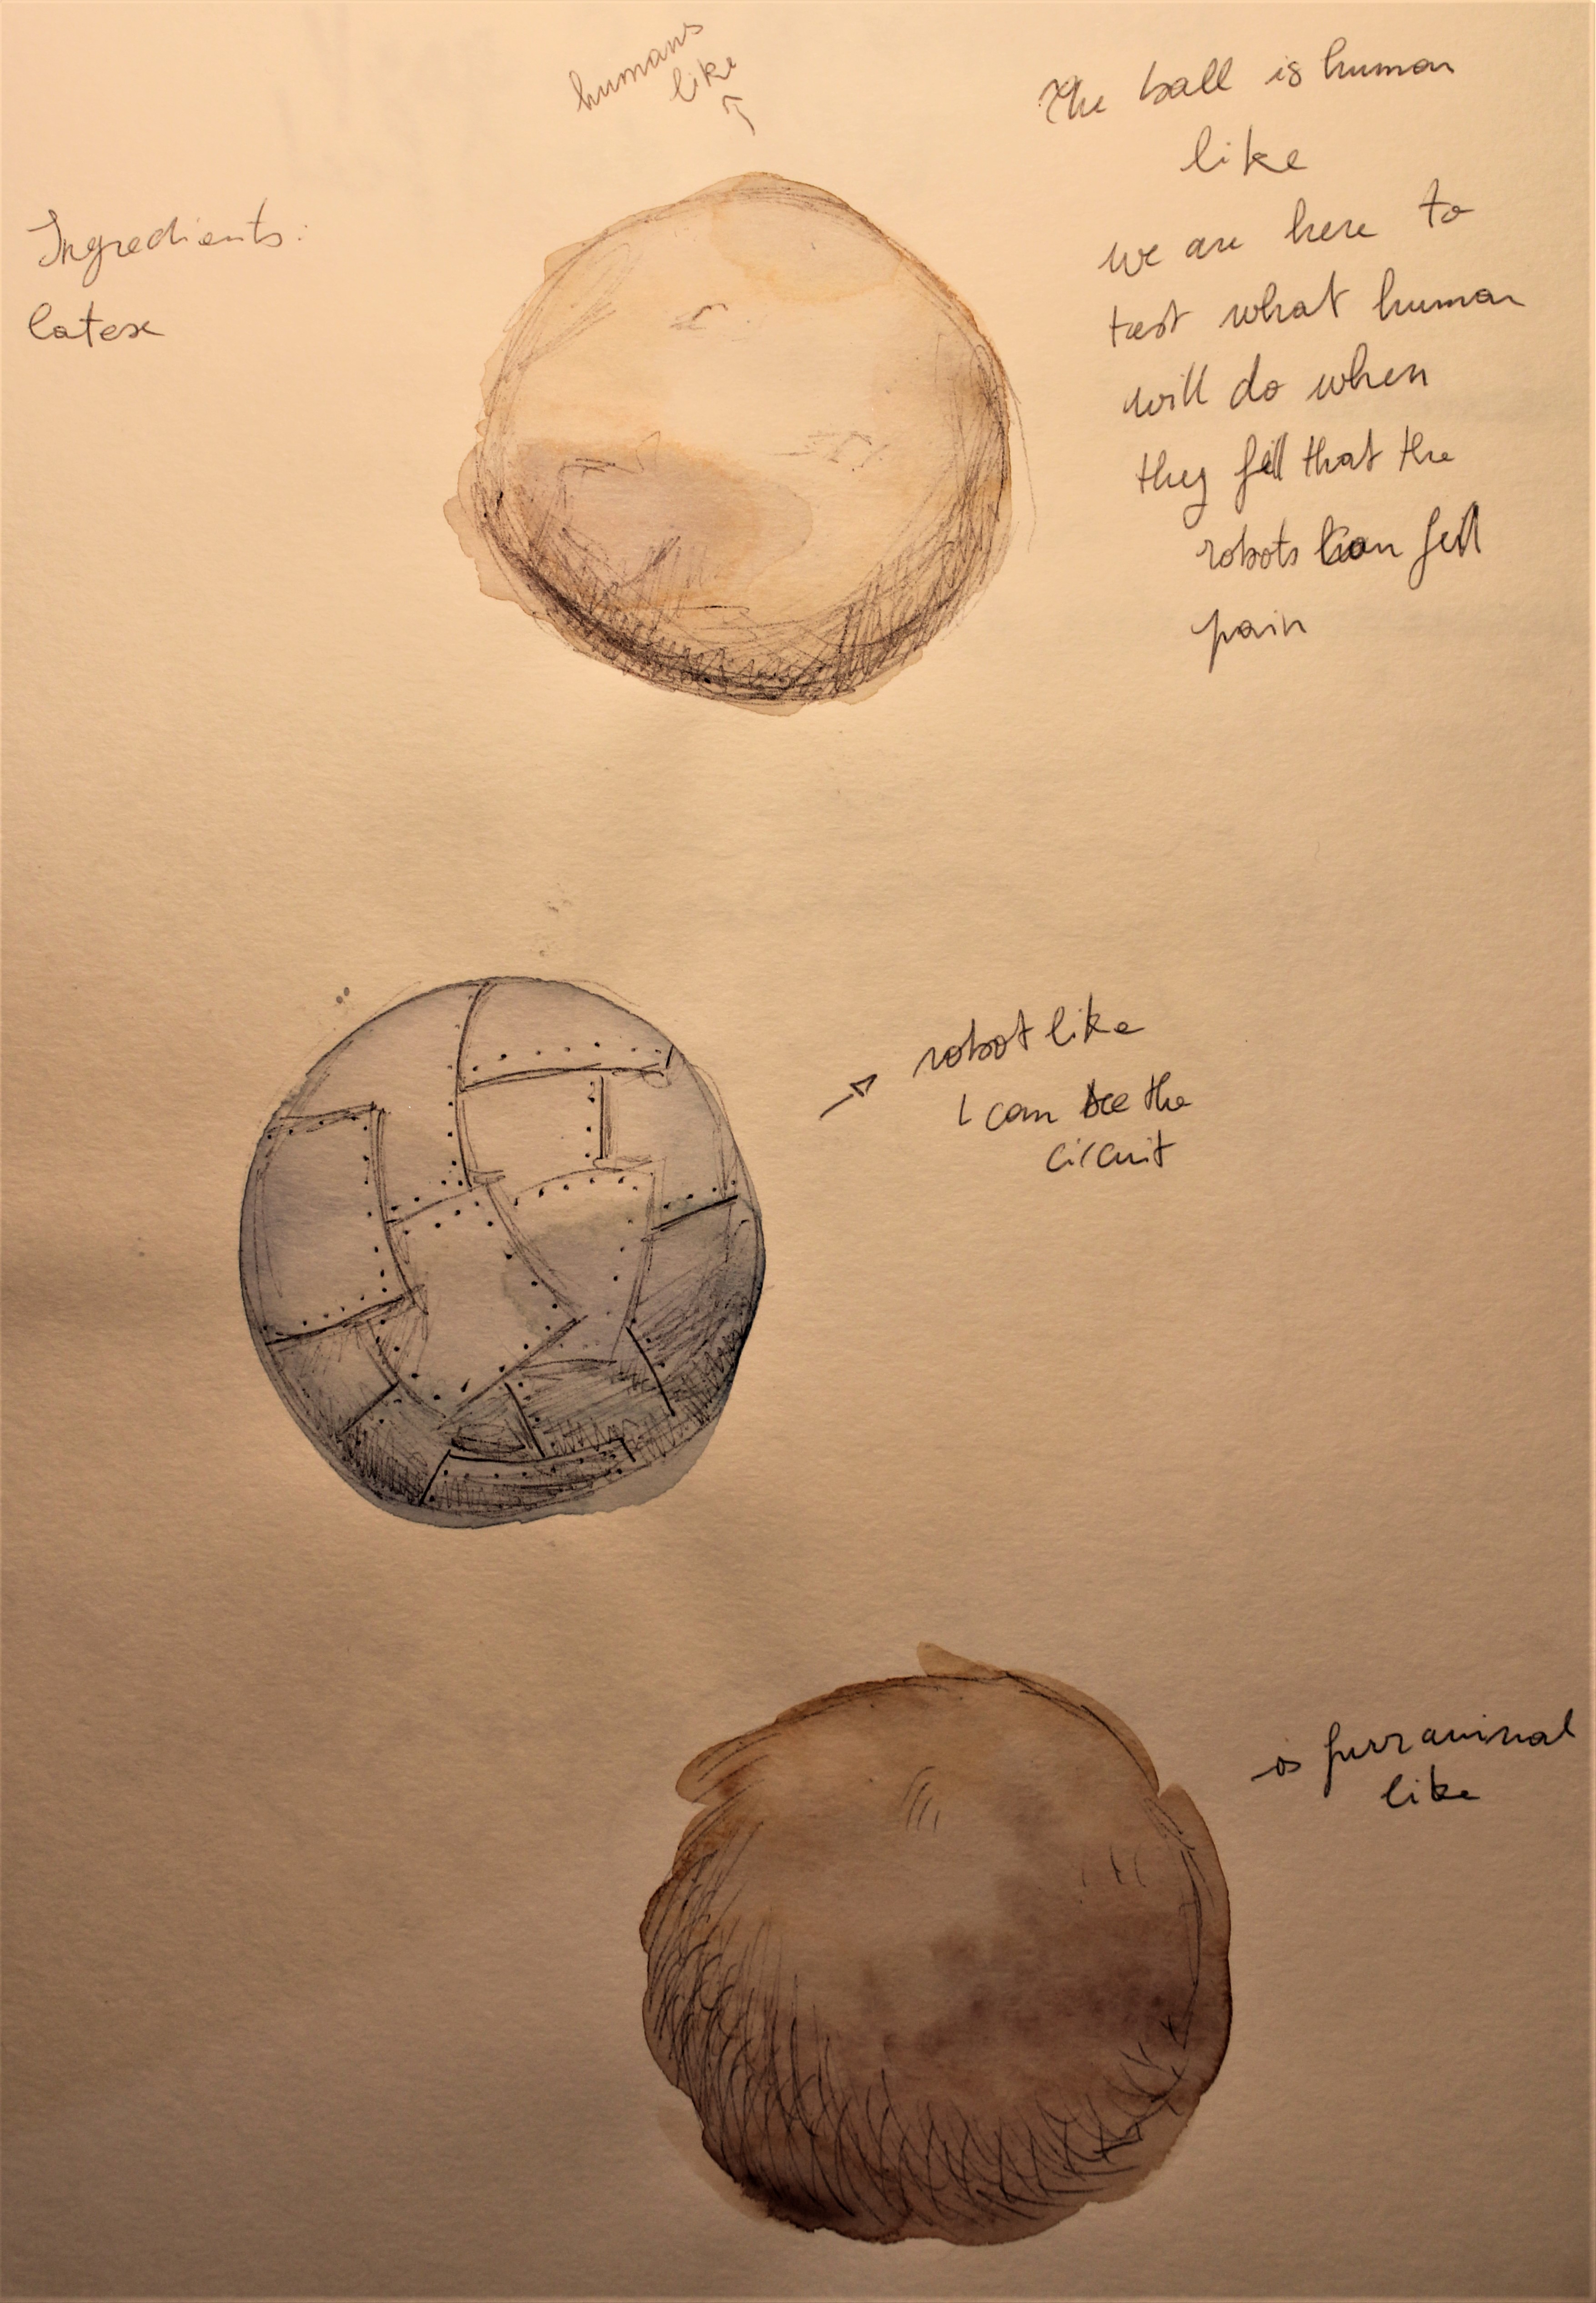 humans
like
The ball is human
like
we are here to
test what human
will do when
they fell that the
robots can fell
pain
Ingredients:
latex
robot like
I can see the
circuit
is furr animal
like